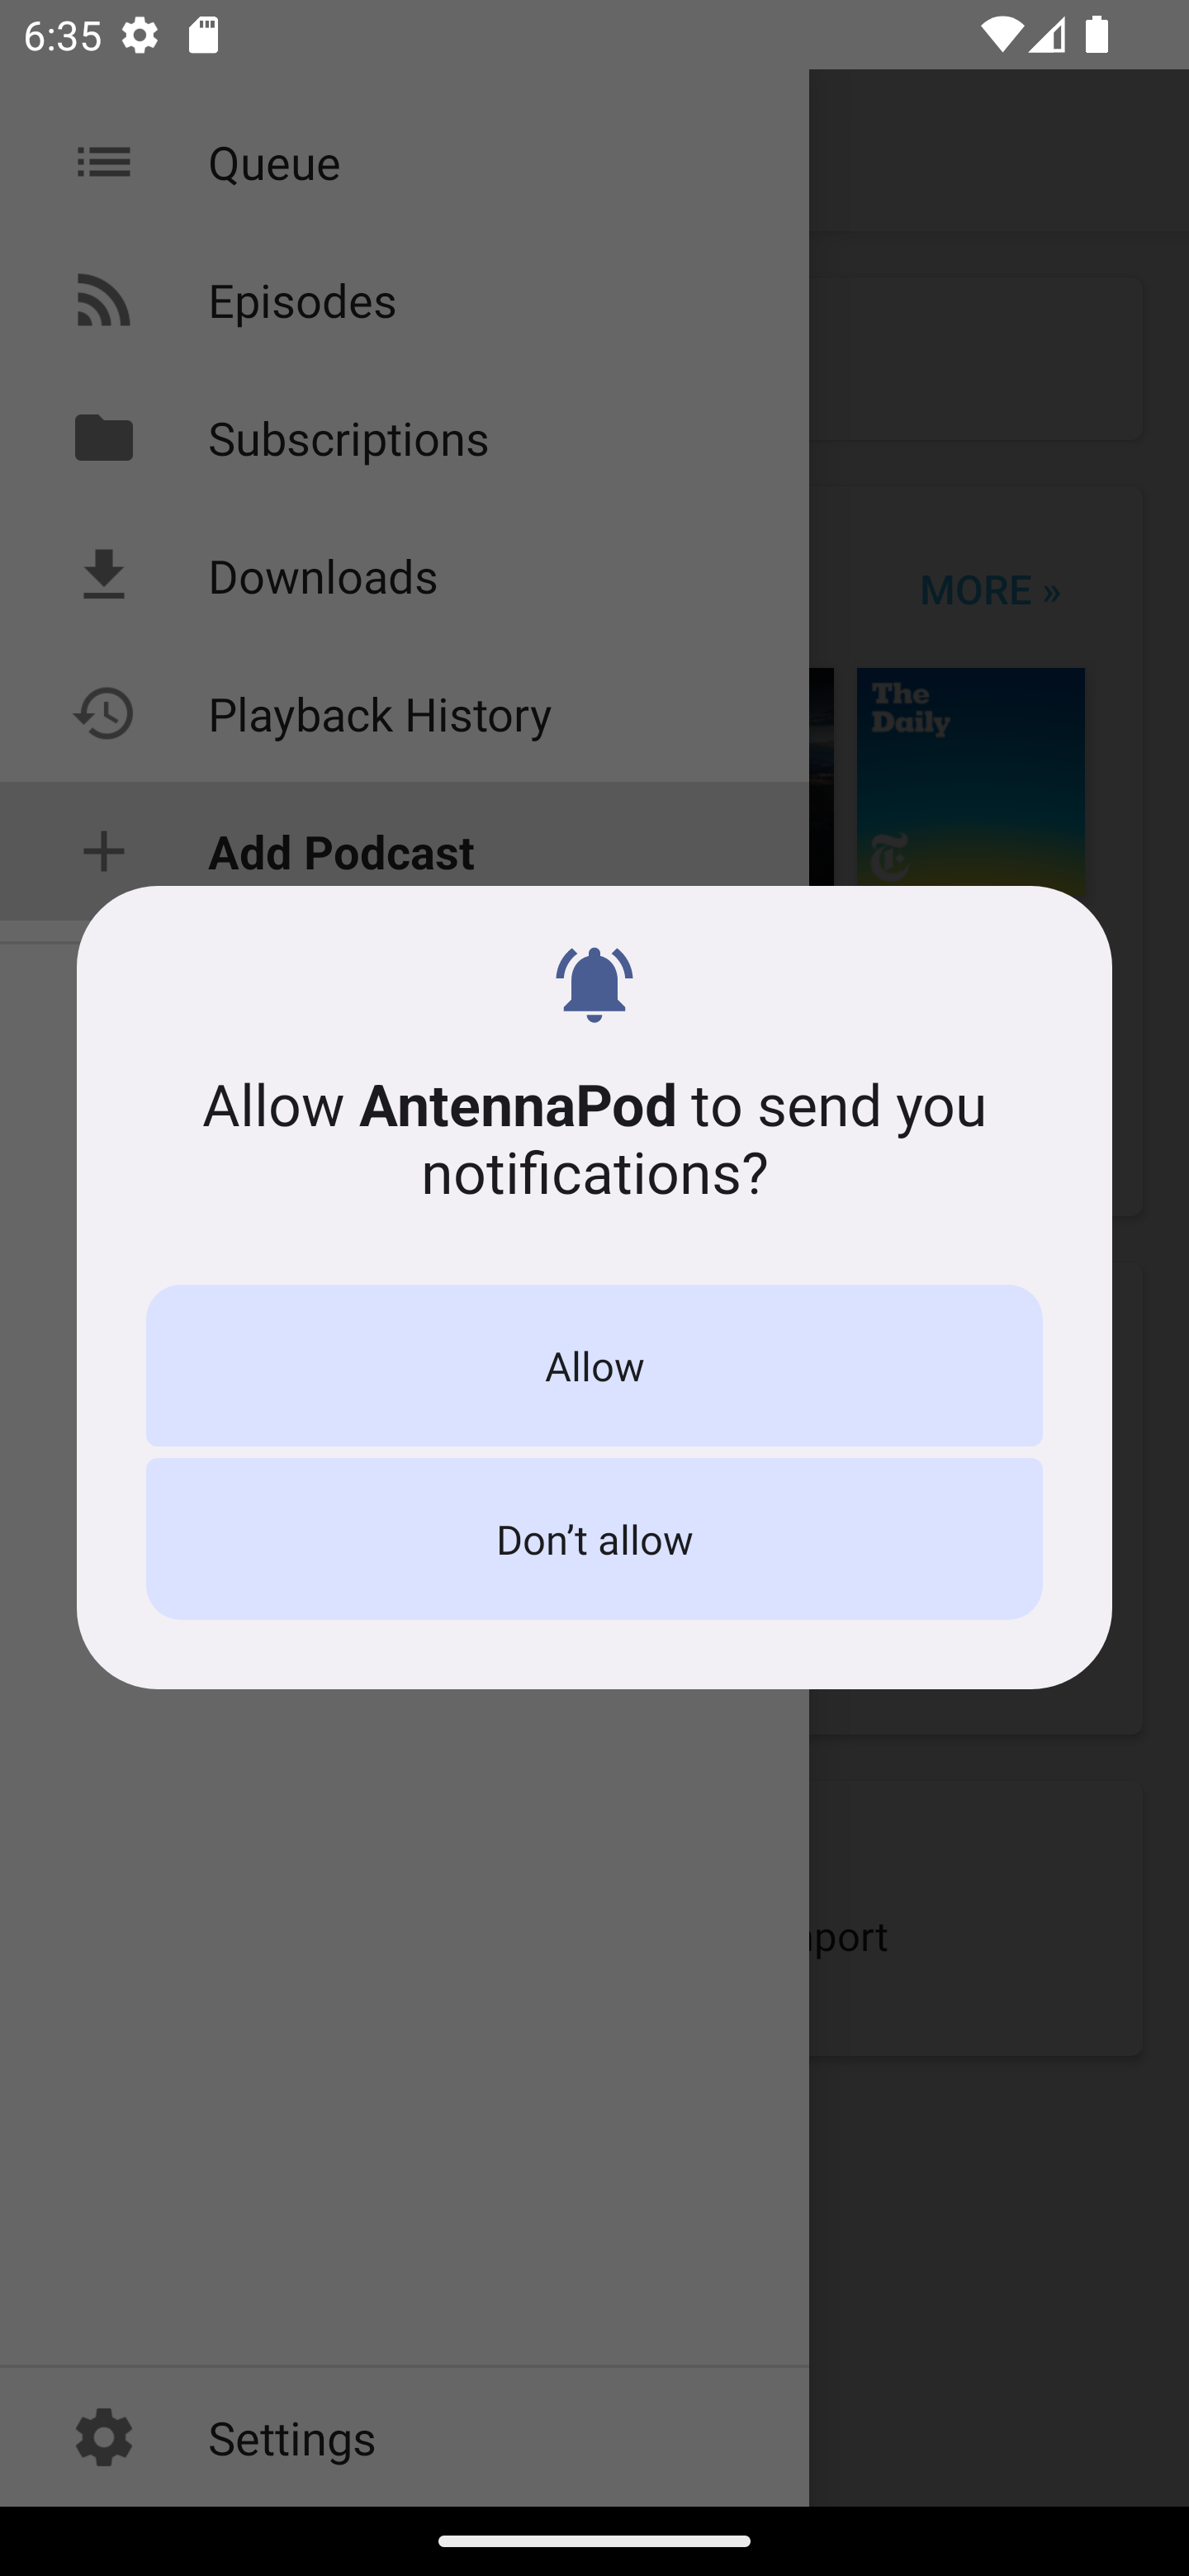 6:35
Queue
Episodes
Subscriptions
Downloads
MORE »
Playback History
The
Daily
Add Podcast
Allow AntennaPod to send you
notifications?
Allow
Don’t allow
port
Settings